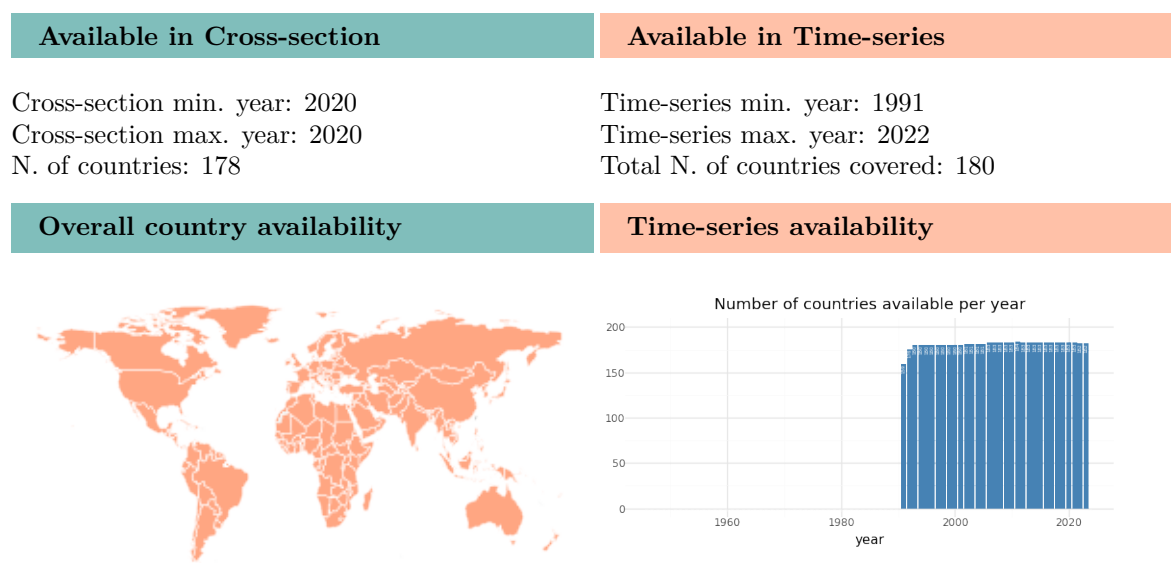 Available in Cross-section
Cross-section min. year: 2020
Cross-section max. year: 2020
N. of countries: 178
Available in Time-series
Time-series min. year: 1991
Time-series max. year: 2022
Total N. of countries covered: 180
Overall country availability
Time-series availability
Number of countries available per year
200
150
100
50
0
1960
1980
2000
2020
year